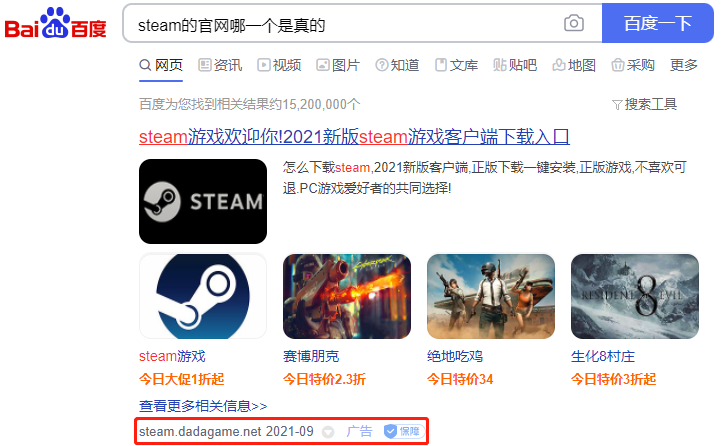 Bai du 百度 steam的官网哪一个是真的 百度一下
网页 资讯 视频 图片 知道 文库 贴吧 地图 采购 更多
百度为您找到相关结果约15,200,000个 搜索工具
steam游戏欢迎你!2021新版steam游戏客户端下载入口
怎么下载steam,2021新版客户端,正版下载一键安装,正版游戏,不喜欢可
退.PC游戏爱好者的共同选择!
STEAM
CYBERPUNK
RESIDENT EVIL
8
steam游戏 赛博朋克 绝地吃鸡 生化8村庄
今日大促1折起 今日特价2.3折 今日特价34 今日特价3折起
查看更多相关信息>>
steam.dadagame.net 2021-09 广告 保障